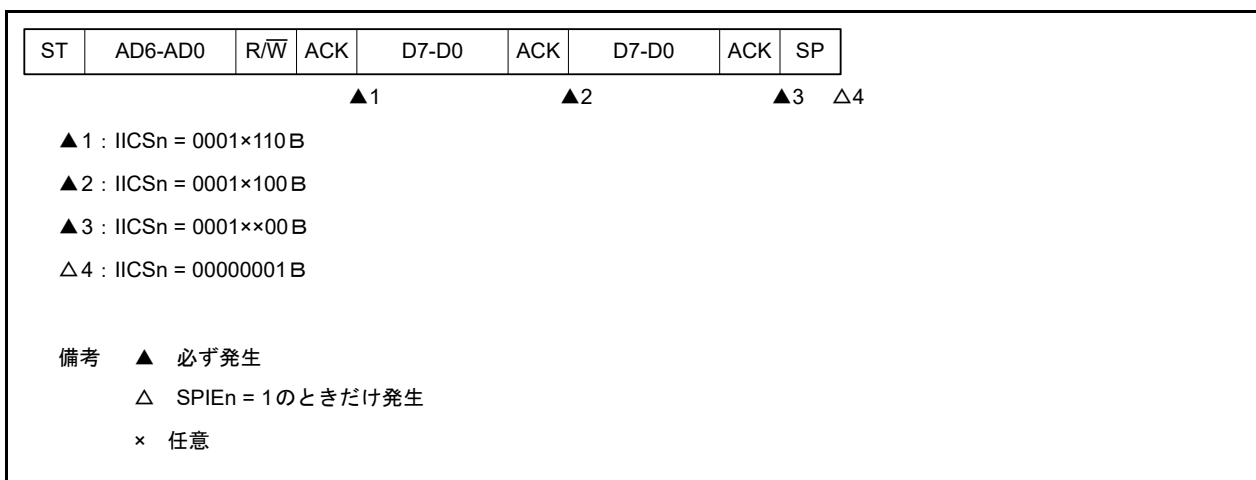 ST AD6-AD0 R/W̅ ACK D7-D0 ACK D7-D0 ACK SP
▲1 ▲2 ▲3 △4
▲1：IICSn = 0001×110B
▲2：IICSn = 0001×100B
▲3：IICSn = 0001××00B
△4：IICSn = 00000001B
備考 ▲ 必ず発生
△ SPIEn = 1のときだけ発生
× 任意